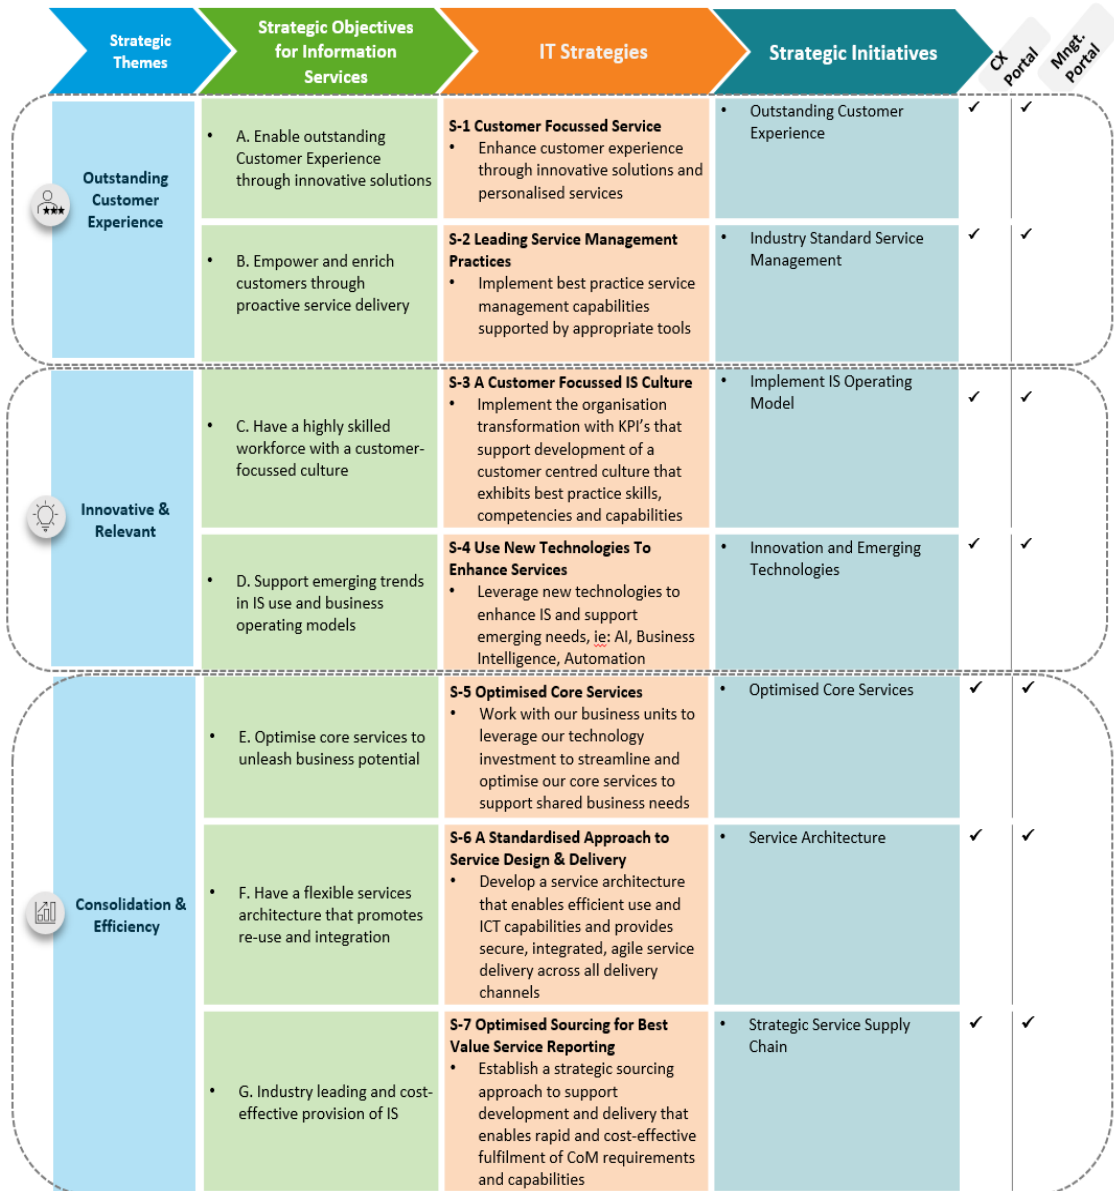 Strategic
Themes
Strategic Objectives
for Information
Services
IT Strategies
Strategic Initiatives
CX
Portal
Mngt.
Portal
Outstanding
Customer
Experience
• A. Enable outstanding
Customer Experience
through innovative solutions
S-1 Customer Focussed Service
• Enhance customer experience
through innovative solutions and
personalised services
• Outstanding Customer
Experience
✓ ✓
• B. Empower and enrich
customers through
proactive service delivery
S-2 Leading Service Management
Practices
• Implement best practice service
management capabilities
supported by appropriate tools
• Industry Standard Service
Management
✓ ✓
Innovative &
Relevant
• C. Have a highly skilled
workforce with a customer-
focussed culture
S-3 A Customer Focussed IS Culture
• Implement the organisation
transformation with KPI's that
support development of a
customer centred culture that
exhibits best practice skills,
competencies and capabilities
• Implement IS Operating
Model
✓ ✓
• D. Support emerging trends
in IS use and business
operating models
S-4 Use New Technologies To
Enhance Services
• Leverage new technologies to
enhance IS and support
emerging needs, ie: AI, Business
Intelligence, Automation
• Innovation and Emerging
Technologies
✓ ✓
Consolidation &
Efficiency
• E. Optimise core services to
unleash business potential
S-5 Optimised Core Services
• Work with our business units to
leverage our technology
investment to streamline and
optimise our core services to
support shared business needs
• Optimised Core Services
✓ ✓
• F. Have a flexible services
architecture that promotes
re-use and integration
S-6 A Standardised Approach to
Service Design & Delivery
• Develop a service architecture
that enables efficient use and
ICT capabilities and provides
secure, integrated, agile service
delivery across all delivery
channels
• Service Architecture
✓ ✓
• G. Industry leading and cost-
effective provision of IS
S-7 Optimised Sourcing for Best
Value Service Reporting
• Establish a strategic sourcing
approach to support
development and delivery that
enables rapid and cost-effective
fulfilment of CoM requirements
and capabilities
• Strategic Service Supply
Chain
✓ ✓